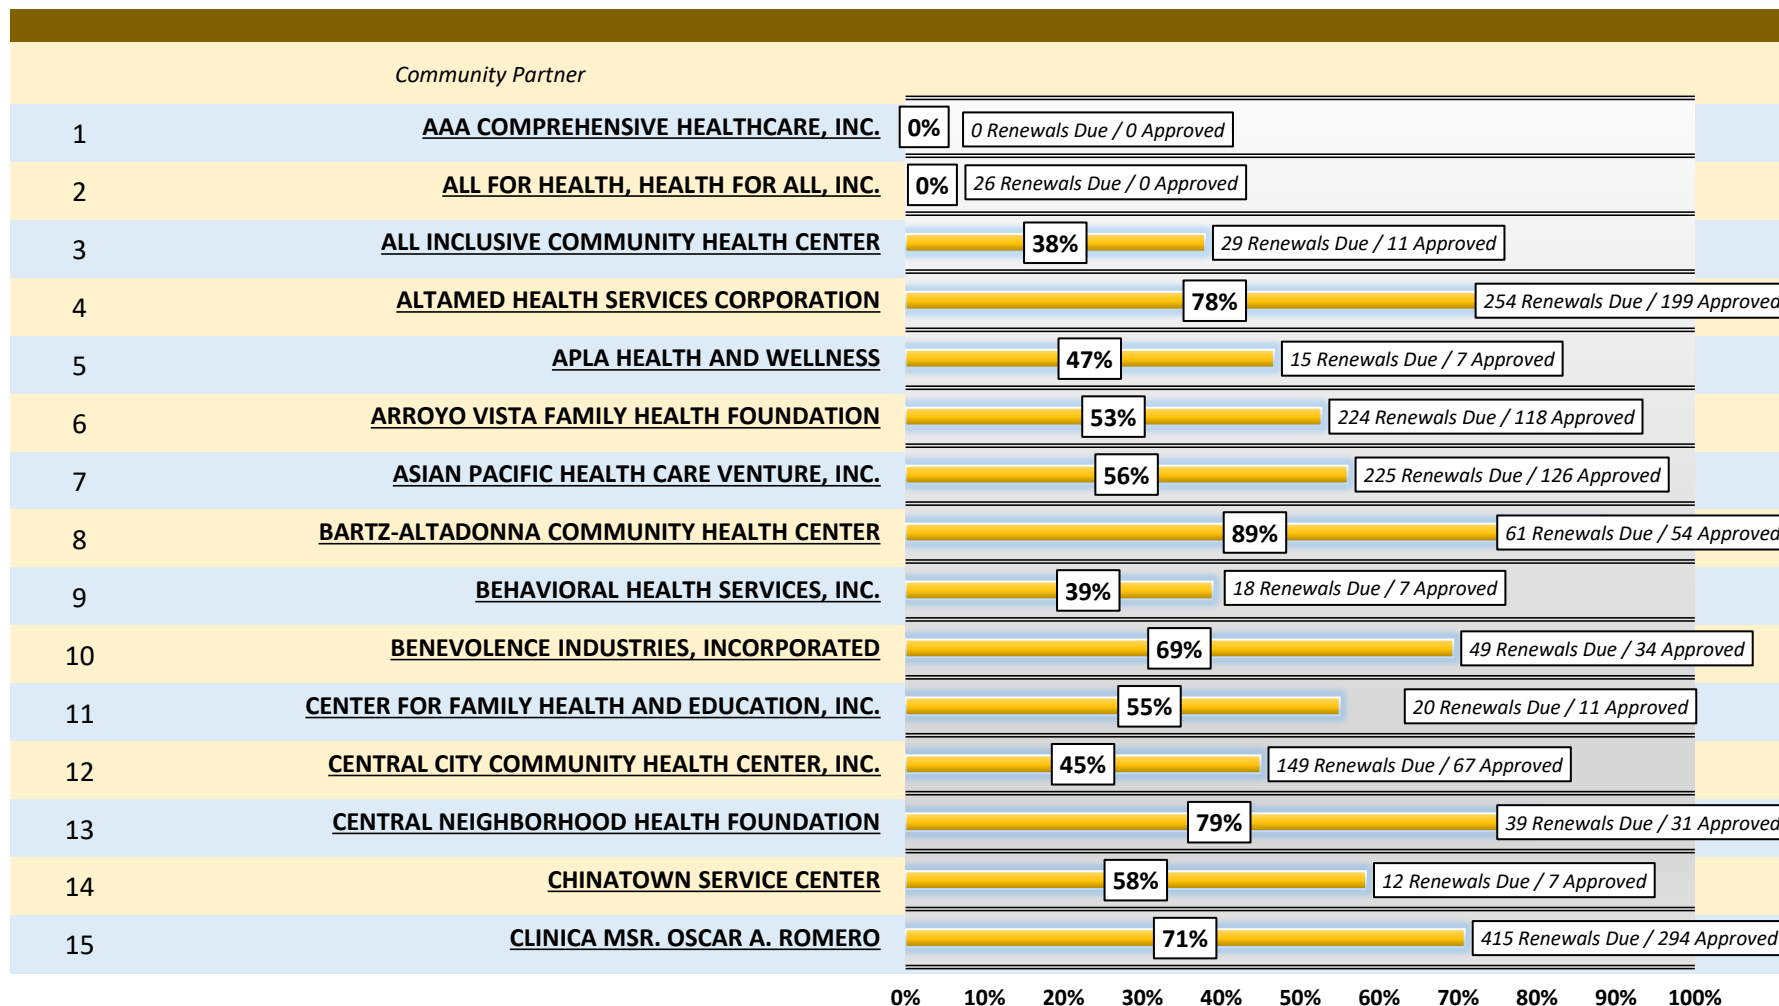 Community Partner
1 AAA COMPREHENSIVE HEALTHCARE, INC. 0% 0 Renewals Due / 0 Approved
2 ALL FOR HEALTH, HEALTH FOR ALL, INC. 0% 26 Renewals Due / 0 Approved
3 ALL INCLUSIVE COMMUNITY HEALTH CENTER 38% 29 Renewals Due / 11 Approved
4 ALTAMED HEALTH SERVICES CORPORATION 78% 254 Renewals Due / 199 Approved
5 APLA HEALTH AND WELLNESS 47% 15 Renewals Due / 7 Approved
6 ARROYO VISTA FAMILY HEALTH FOUNDATION 53% 224 Renewals Due / 118 Approved
7 ASIAN PACIFIC HEALTH CARE VENTURE, INC. 56% 225 Renewals Due / 126 Approved
8 BARTZ-ALTADONNA COMMUNITY HEALTH CENTER 89% 61 Renewals Due / 54 Approved
9 BEHAVIORAL HEALTH SERVICES, INC. 39% 18 Renewals Due / 7 Approved
10 BENEVOLENCE INDUSTRIES, INCORPORATED 69% 49 Renewals Due / 34 Approved
11 CENTER FOR FAMILY HEALTH AND EDUCATION, INC. 55% 20 Renewals Due / 11 Approved
12 CENTRAL CITY COMMUNITY HEALTH CENTER, INC. 45% 149 Renewals Due / 67 Approved
13 CENTRAL NEIGHBORHOOD HEALTH FOUNDATION 79% 39 Renewals Due / 31 Approved
14 CHINATOWN SERVICE CENTER 58% 12 Renewals Due / 7 Approved
15 CLINICA MSR. OSCAR A. ROMERO 71% 415 Renewals Due / 294 Approved
0% 10% 20% 30% 40% 50% 60% 70% 80% 90% 100%